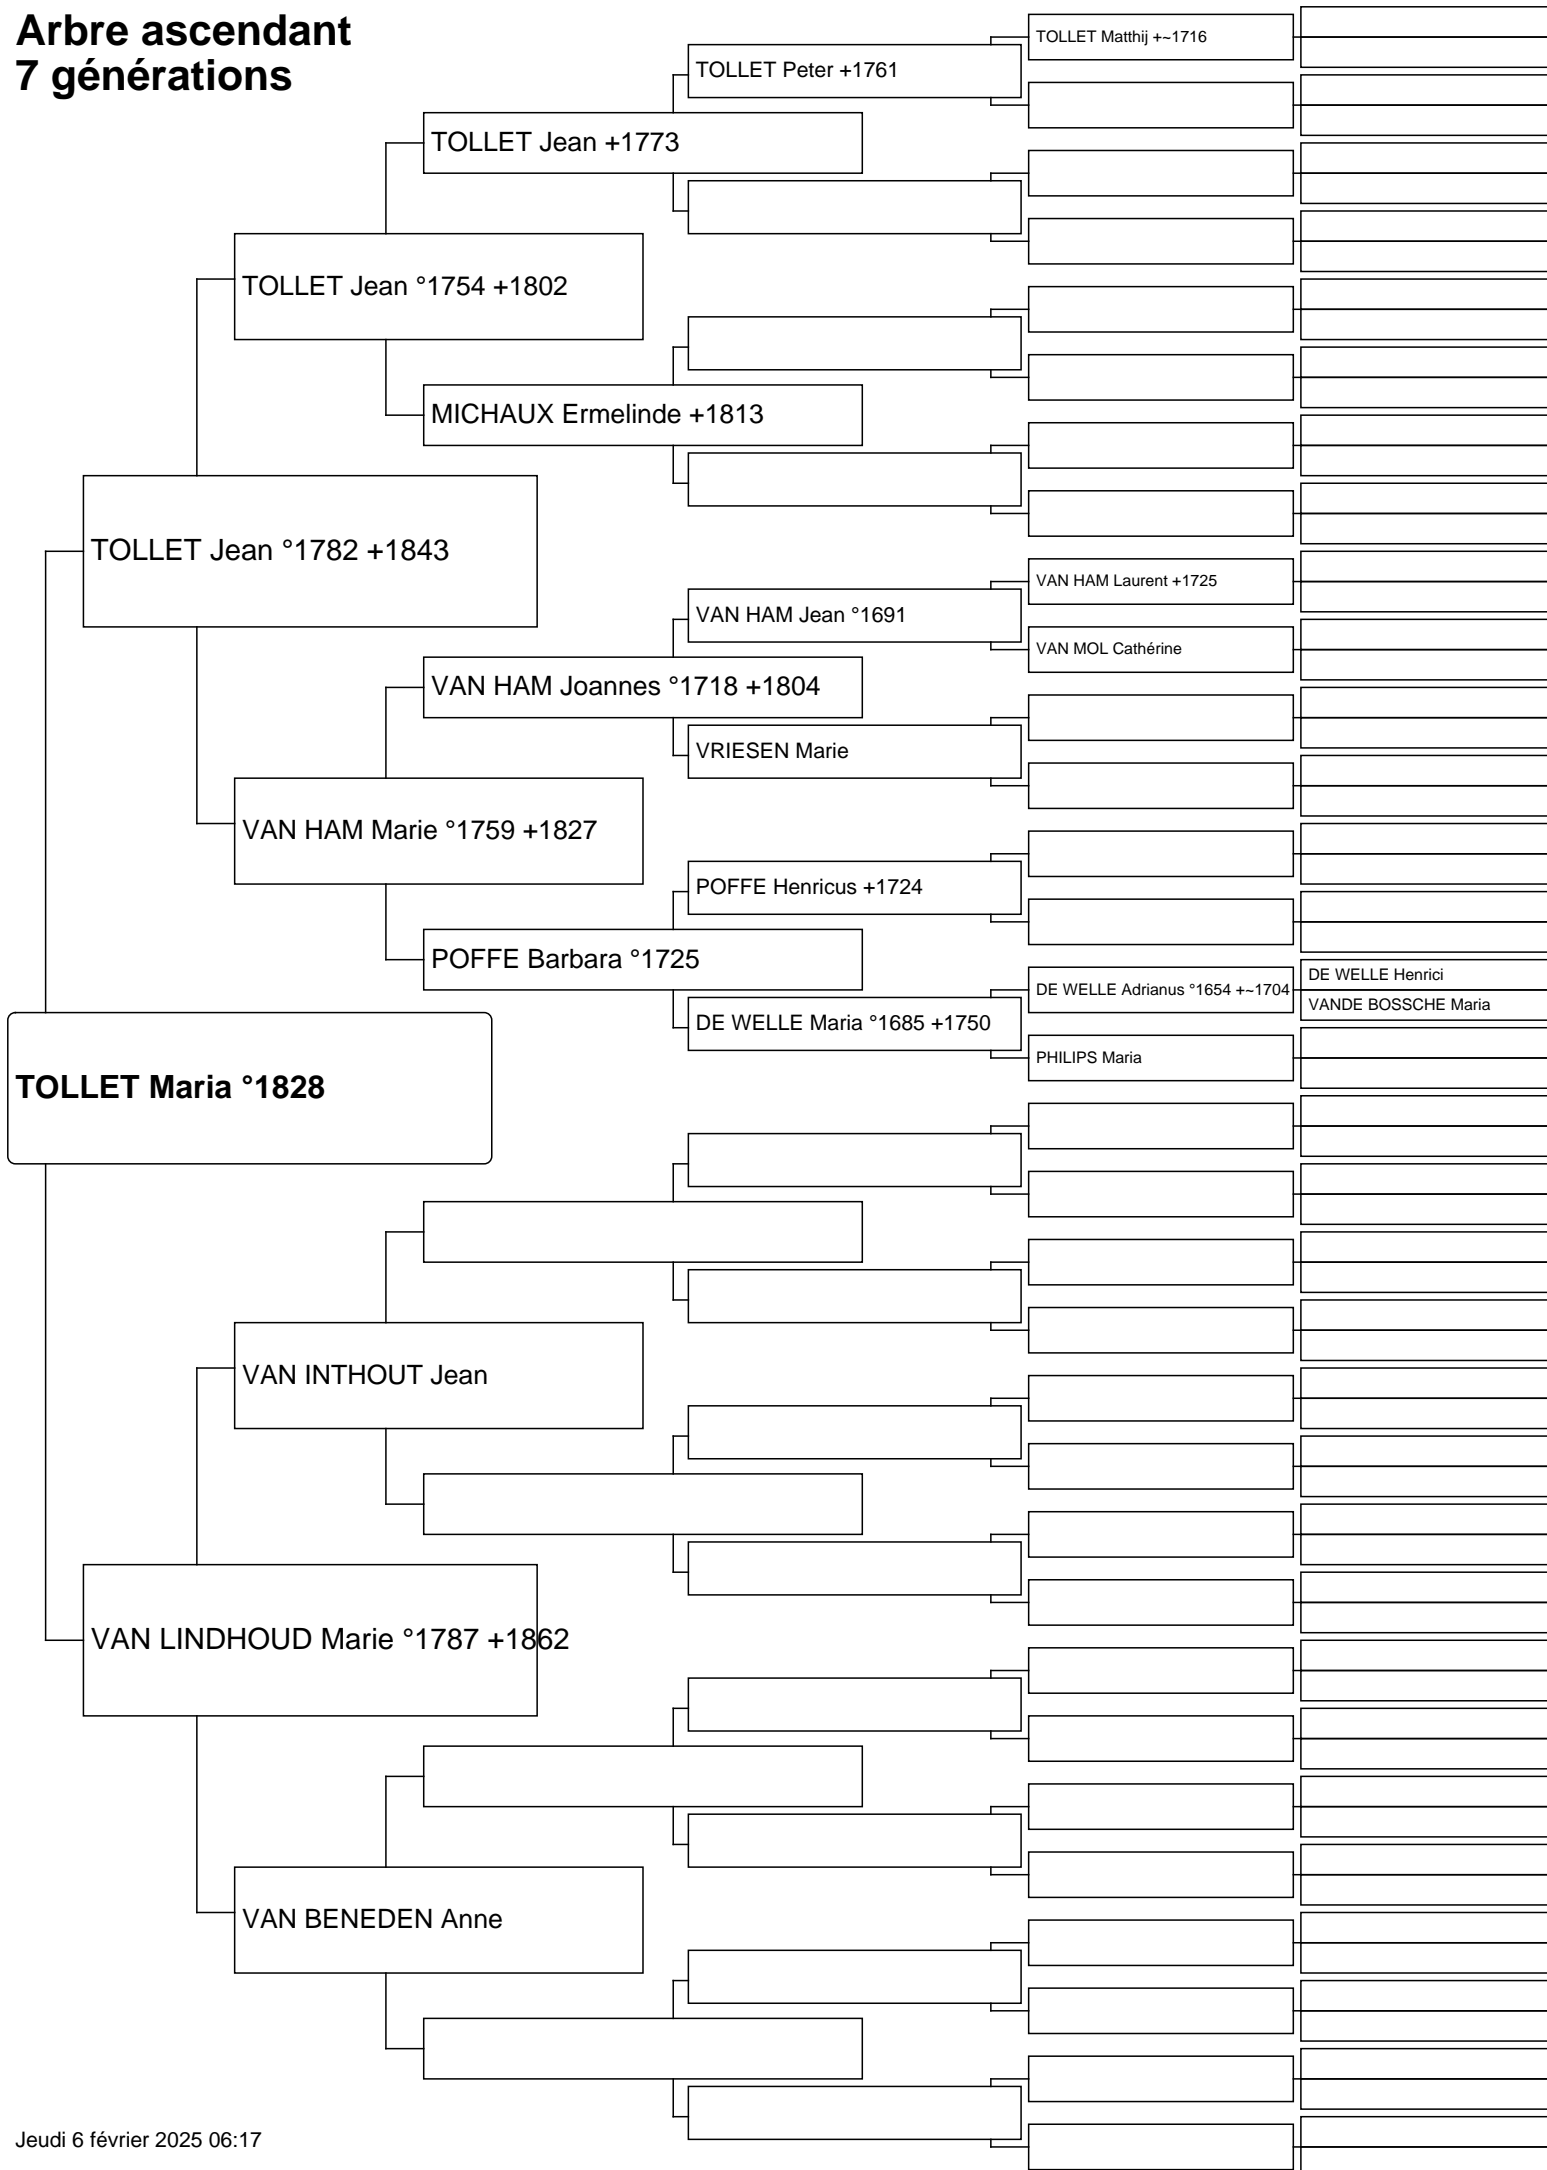 Arbre ascendant
7 générations
TOLLET Matthij +~1716
TOLLET Peter +1761
TOLLET Jean +1773
TOLLET Jean °1754 +1802
MICHAUX Ermelinde +1813
TOLLET Jean °1782 +1843
VAN HAM Laurent +1725
VAN HAM Jean °1691
VAN MOL Cathérine
VAN HAM Joannes °1718 +1804
VRIESEN Marie
VAN HAM Marie °1759 +1827
POFFE Henricus +1724
POFFE Barbara °1725
DE WELLE Henrici
DE WELLE Adrianus °1654 +~1704
VANDE BOSSCHE Maria
DE WELLE Maria °1685 +1750
PHILIPS Maria
TOLLET Maria °1828
VAN INTHOUT Jean
VAN LINDHOUD Marie °1787 +1862
VAN BENEDEN Anne
Jeudi 6 février 2025 06:17